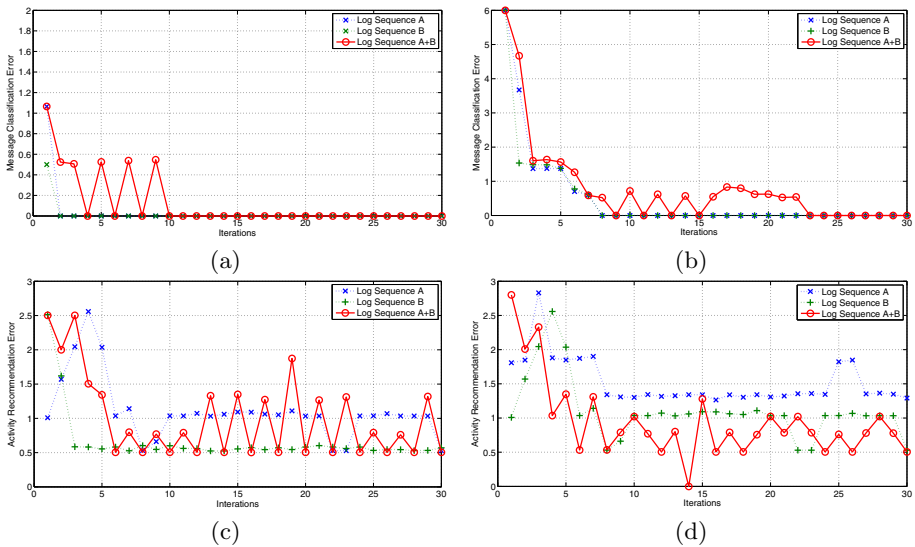 2
1.8
1.6
1.4
1.2
1
0.8
0.6
0.4
0.2
0
0 5 10 15 20 25 30
Message Classification Error
Iterations
Log Sequence A
Log Sequence B
Log Sequence A+B
(a)
6
5
4
3
2
1
0
0 5 10 15 20 25 30
Message Classification Error
Iterations
Log Sequence A
Log Sequence B
Log Sequence A+B
(b)
3
2.5
2
1.5
1
0.5
0
0 5 10 15 20 25 30
Activity Recommendation Error
Interations
Log Sequence A
Log Sequence B
Log Sequence A+B
(c)
3
2.5
2
1.5
1
0.5
0
0 5 10 15 20 25 30
Activity Recommendation Error
Iterations
Log Sequence A
Log Sequence B
Log Sequence A+B
(d)